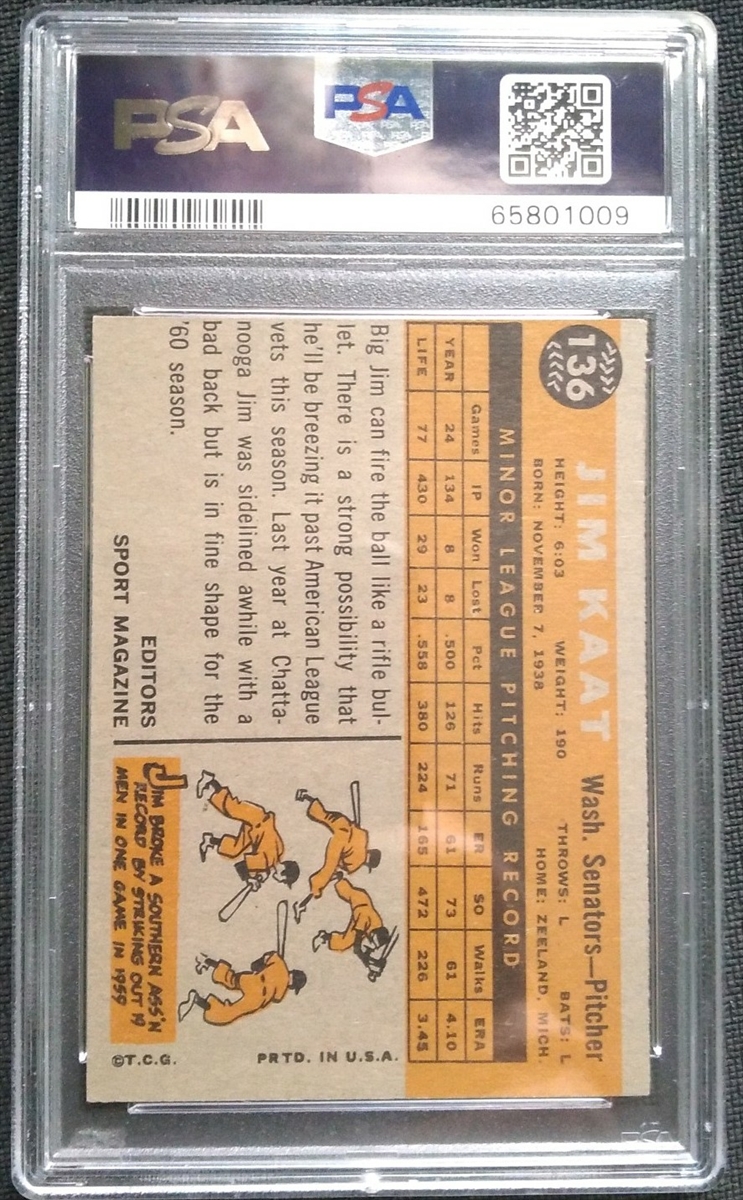 PSA
PSA
65801009
136
JIM KAAT Wash. Senators—Pitcher
HEIGHT: 6:03 WEIGHT: 190 THROWS: L BATS: L
BORN: NOVEMBER 7, 1938 HOME: ZEELAND, MICH.
MINOR LEAGUE PITCHING RECORD
Games IP Won Lost Pct Hits Runs ER SO Walks ERA
YEAR 24 134 8 8 .500 126 71 61 73 61 4.10
LIFE 77 430 29 23 .558 380 224 165 472 226 3.45
Big Jim can fire the ball like a rifle bul-
let. There is a strong possibility that
he'll be breezing it past American League
vets this season. Last year at Chatta-
nooga Jim was sidelined awhile with a
bad back but is in fine shape for the
'60 season.
EDITORS
SPORT MAGAZINE
JIM BROKE A SOUTHERN ASS'N
RECORD BY STRIKING OUT 19
MEN IN ONE GAME IN 1959
PRTD. IN U.S.A.
©T.C.G.